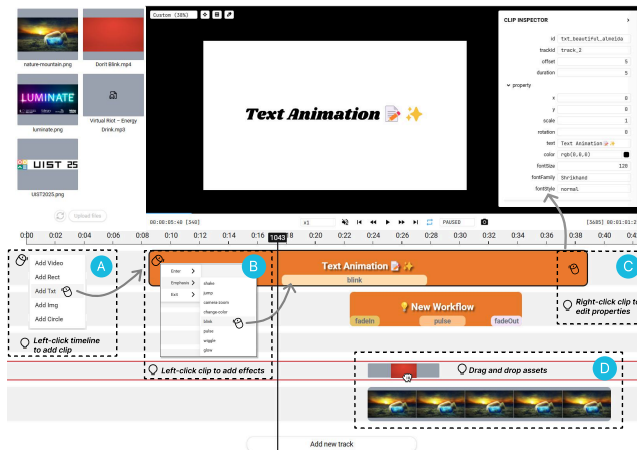 nature-mountain.png
Don't Blink.mp4
LUMINATE
luminate.png
Virtual Riot – Energy
Drink.mp3
UIST 25
UIST2025.png
Upload files
Custom (38%)
Text Animation 📝 ✨
CLIP INSPECTOR
id txt_beautiful_almeida
trackId track_2
offset 5
duration 5
property
x 0
y 0
scale 1
rotation 0
text Text Animation 📝 ✨
color rgb(0,0,0)
fontSize 120
fontFamily Shrikhand
fontStyle normal
00:00:05:40 [340]
x1
PAUSED
0:00 0:02 0:04 0:06 0:08 0:10 0:12 0:14 0:16 0:18 0:20 0:22 0:24 0:26 0:28 0:30 0:32 0:34 0:36 0:38 0:40
1043
A
Add Video
Add Rect
Add Txt
Add Img
Add Circle
Left-click timeline
to add clip
B
Enter
Emphasis
Exit
shake
jump
camera zoom
change color
blink
pulse
wiggle
glow
Left-click clip to add effects
Text Animation 📝 ✨
blink
💡 New Workflow
fadeIn
pulse
fadeOut
C
Right-click clip to
edit properties
D
Drag and drop assets
Add new track